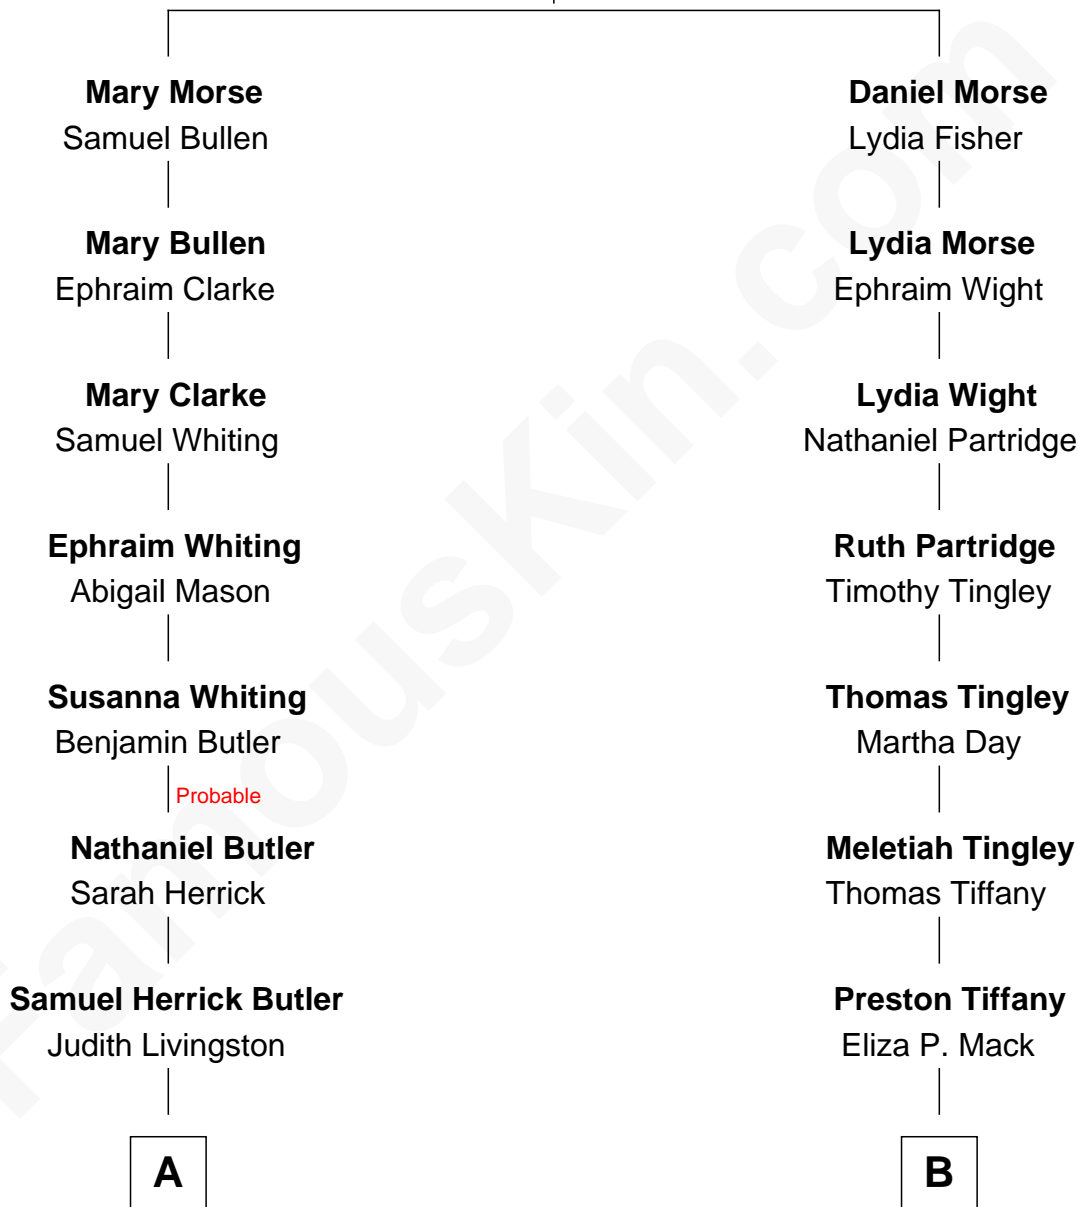 Mary Morse
Samuel Bullen
Mary Bullen
Ephraim Clarke
Mary Clarke
Samuel Whiting
Ephraim Whiting
Abigail Mason
Susanna Whiting
Benjamin Butler
Probable
Nathaniel Butler
Sarah Herrick
Samuel Herrick Butler
Judith Livingston
A
Daniel Morse
Lydia Fisher
Lydia Morse
Ephraim Wight
Lydia Wight
Nathaniel Partridge
Ruth Partridge
Timothy Tingley
Thomas Tingley
Martha Day
Meletiah Tingley
Thomas Tiffany
Preston Tiffany
Eliza P. Mack
B
FamousKin.com